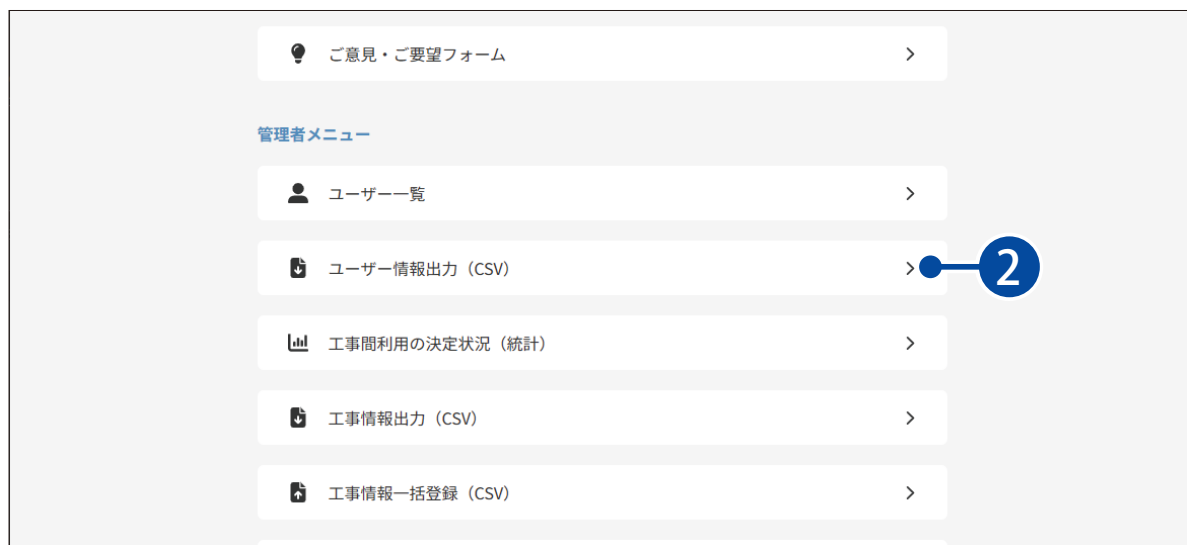 ご意見・ご要望フォーム
管理者メニュー
ユーザー一覧
ユーザー情報出力（CSV）
2
工事間利用の決定状況（統計）
工事情報出力（CSV）
工事情報一括登録（CSV）